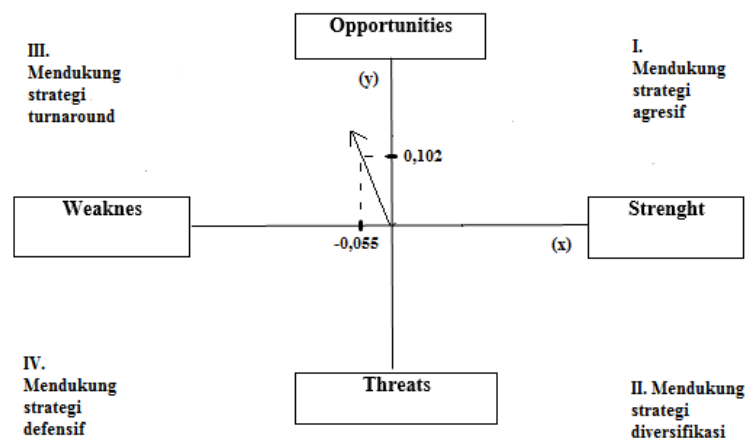 Opportunities
III.
Mendukung
strategi
turnaround
(y)
I.
Mendukung
strategi
agresif
0,102
Weaknes
Strenght
-0,055
(x)
IV.
Mendukung
strategi
defensif
Threats
II. Mendukung
strategi
diversifikasi